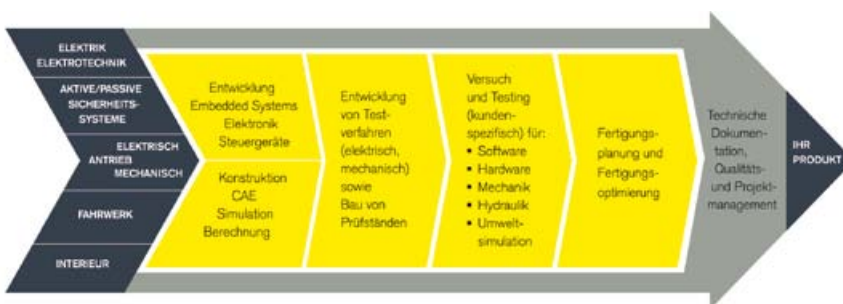 ELEKTRIK
ELEKTROTECHNIK
AKTIVE/PASSIVE
SICHERHEITS-
SYSTEME
ELEKTRISCH
ANTRIEB
MECHANISCH
FAHRWERK
INTERIEUR
Entwicklung
Embedded Systems
Elektronik
Steuergeräte
Konstruktion
CAE
Simulation
Berechnung
Entwicklung
von Test-
verfahren
(elektrisch,
mechanisch)
sowie
Bau von
Prüfständen
Versuch
und Testing
(kunden-
spezifisch) für:
• Software
• Hardware
• Mechanik
• Hydraulik
• Umwelt-
simulation
Fertigungs-
planung und
Fertigungs-
optimierung
Technische
Dokumen-
tation,
Qualitäts-
und Projekt-
management
IHR
PRODUKT